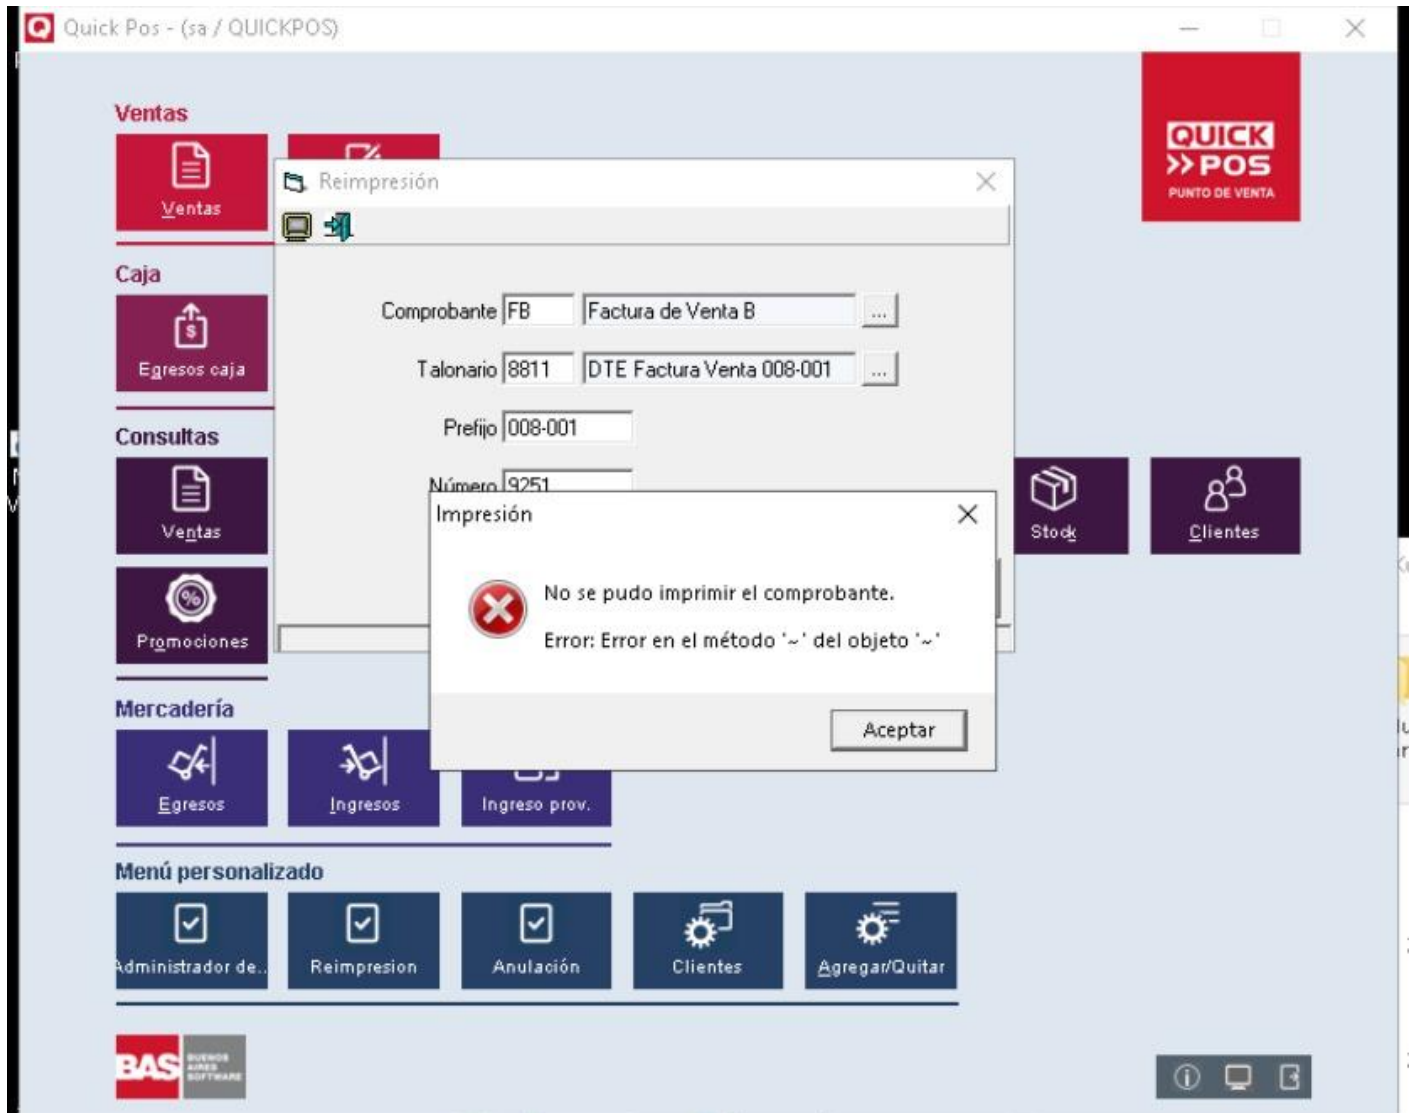 Quick Pos - (sa / QUICKPOS)
QUICK
>>POS
PUNTO DE VENTA
Ventas
Ventas
Reimpresión
Comprobante FB Factura de Venta B ...
Talonario 8811 DTE Factura Venta 008-001 ...
Prefijo 008-001
Número 9251
Caja
Egresos caja
Consultas
Ventas
Stock
Clientes
Promociones
Impresión
No se pudo imprimir el comprobante.
Error: Error en el método '~' del objeto '~'
Aceptar
Mercadería
Egresos
Ingresos
Ingreso prov.
Menú personalizado
Administrador de..
Reimpresion
Anulación
Clientes
Agregar/Quitar
BAS BUENOS
AIRES
SOFTWARE